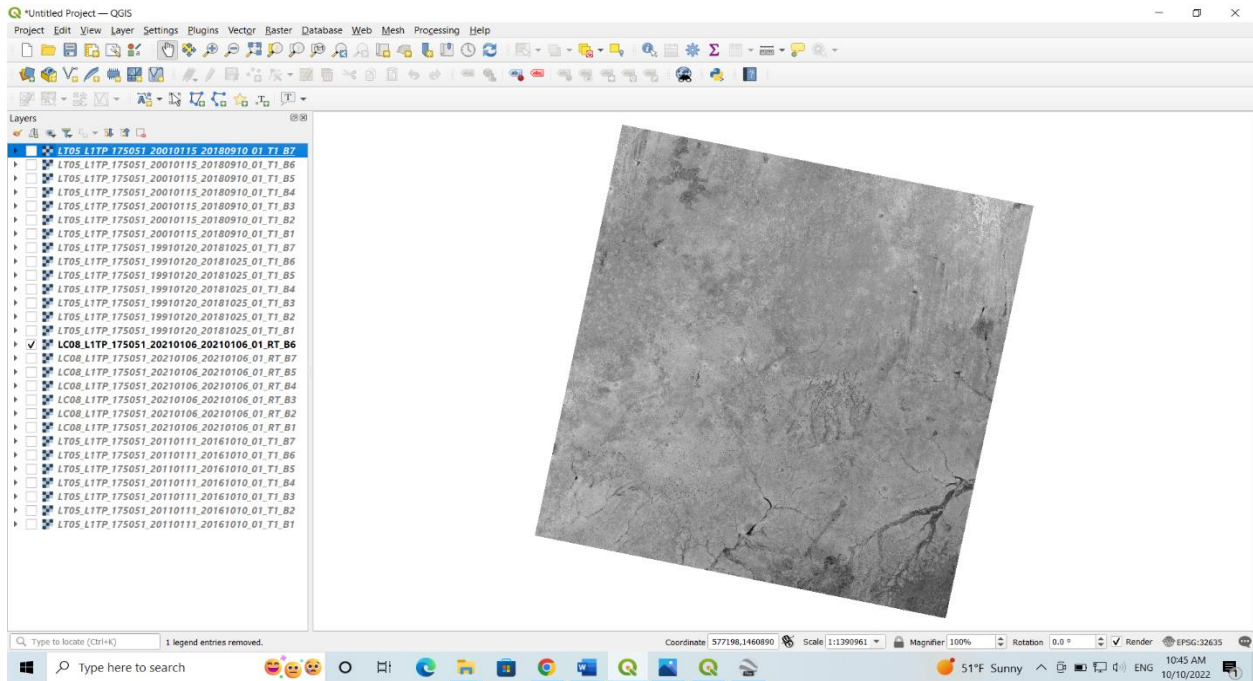 *Untitled Project — QGIS
Project Edit View Layer Settings Plugins Vector Raster Database Web Mesh Processing Help
Layers
LT05_L1TP_175051_20010115_20180910_01_T1_B7
LT05_L1TP_175051_20010115_20180910_01_T1_B6
LT05_L1TP_175051_20010115_20180910_01_T1_B5
LT05_L1TP_175051_20010115_20180910_01_T1_B4
LT05_L1TP_175051_20010115_20180910_01_T1_B3
LT05_L1TP_175051_20010115_20180910_01_T1_B2
LT05_L1TP_175051_20010115_20180910_01_T1_B1
LT05_L1TP_175051_19910120_20181025_01_T1_B7
LT05_L1TP_175051_19910120_20181025_01_T1_B6
LT05_L1TP_175051_19910120_20181025_01_T1_B5
LT05_L1TP_175051_19910120_20181025_01_T1_B4
LT05_L1TP_175051_19910120_20181025_01_T1_B3
LT05_L1TP_175051_19910120_20181025_01_T1_B2
LT05_L1TP_175051_19910120_20181025_01_T1_B1
LC08_L1TP_175051_20210106_20210106_01_RT_B6
LC08_L1TP_175051_20210106_20210106_01_RT_B7
LC08_L1TP_175051_20210106_20210106_01_RT_B5
LC08_L1TP_175051_20210106_20210106_01_RT_B4
LC08_L1TP_175051_20210106_20210106_01_RT_B3
LC08_L1TP_175051_20210106_20210106_01_RT_B2
LC08_L1TP_175051_20210106_20210106_01_RT_B1
LT05_L1TP_175051_20110111_20161010_01_T1_B7
LT05_L1TP_175051_20110111_20161010_01_T1_B6
LT05_L1TP_175051_20110111_20161010_01_T1_B5
LT05_L1TP_175051_20110111_20161010_01_T1_B4
LT05_L1TP_175051_20110111_20161010_01_T1_B3
LT05_L1TP_175051_20110111_20161010_01_T1_B2
LT05_L1TP_175051_20110111_20161010_01_T1_B1
Type to locate (Ctrl+K) 1 legend entries removed. Coordinate 577198,1460890 Scale 1:1390961 Magnifier 100% Rotation 0.0 ° Render EPSG:32635
Type here to search 51°F Sunny ENG 10:45 AM
10/10/2022